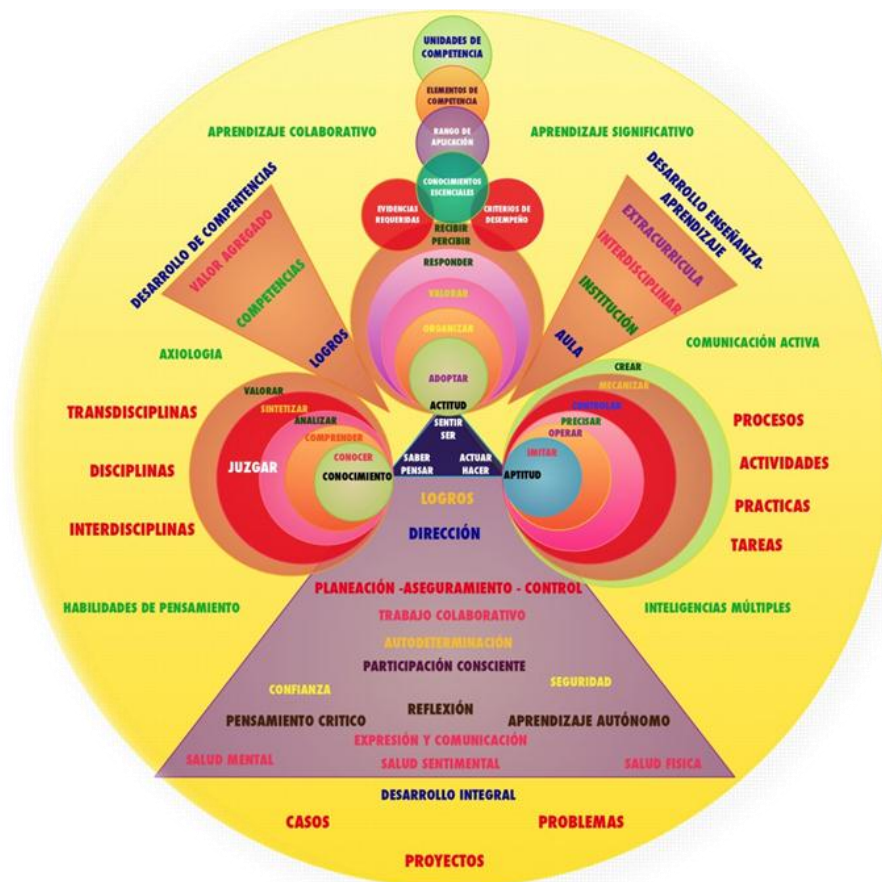 UNIDADES DE
COMPETENCIA
ELEMENTOS DE
COMPETENCIA
RANGO DE
APLICACIÓN
CONOCIMIENTOS
ESCENCIALES
EVIDENCIAS
REQUERIDAS
CRITERIOS DE
DESEMPEÑO
APRENDIZAJE COLABORATIVO
APRENDIZAJE SIGNIFICATIVO
DESARROLLO DE COMPENTENCIAS
VALOR AGREGADO
COMPETENCIAS
LOGROS
DESARROLLO ENSEÑANZA-
APRENDIZAJE
EXTRACURRICULA
INTERDISCIPLINAR
INSTITUCIÓN
AULA
RECIBIR
PERCIBIR
RESPONDER
VALORAR
ORGANIZAR
ADOPTAR
ACTITUD
AXIOLOGIA
COMUNICACIÓN ACTIVA
VALORAR
SINTETIZAR
ANALIZAR
COMPRENDER
CONOCER
CONOCIMIENTO
JUZGAR
SENTIR
SER
SABER
PENSAR
ACTUAR
HACER
CREAR
MECANIZAR
CONTROLAR
PRECISAR
OPERAR
IMITAR
APTITUD
TRANSDISCIPLINAS
DISCIPLINAS
INTERDISCIPLINAS
PROCESOS
ACTIVIDADES
PRACTICAS
TAREAS
HABILIDADES DE PENSAMIENTO
INTELIGENCIAS MÚLTIPLES
LOGROS
DIRECCIÓN
PLANEACIÓN -ASEGURAMIENTO - CONTROL
TRABAJO COLABORATIVO
AUTODETERMINACIÓN
PARTICIPACIÓN CONSCIENTE
CONFIANZA
SEGURIDAD
REFLEXIÓN
PENSAMIENTO CRITICO
APRENDIZAJE AUTÓNOMO
EXPRESIÓN Y COMUNICACIÓN
SALUD MENTAL
SALUD SENTIMENTAL
SALUD FISICA
DESARROLLO INTEGRAL
CASOS
PROBLEMAS
PROYECTOS